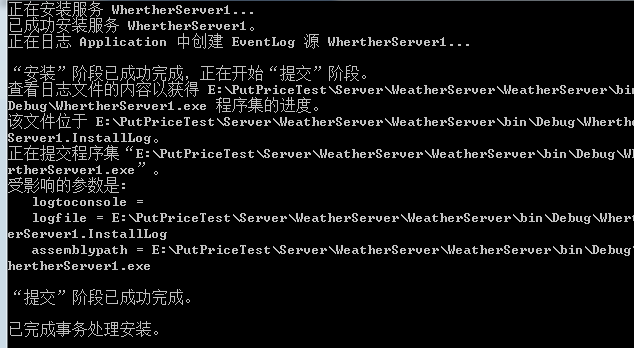 正在安装服务 WhertherServer1...
已成功安装服务 WhertherServer1。
正在日志 Application 中创建 EventLog 源 WhertherServer1...
“安装”阶段已成功完成，正在开始“提交”阶段。
查看日志文件的内容以获得 E:\PutPriceTest\Server\WeatherServer\WeatherServer\bin\
Debug\WhertherServer1.exe 程序集的进度。
该文件位于 E:\PutPriceTest\Server\WeatherServer\WeatherServer\bin\Debug\Wherther
Server1.InstallLog。
正在提交程序集“E:\PutPriceTest\Server\WeatherServer\WeatherServer\bin\Debug\Whe
rtherServer1.exe”。
受影响的参数是:
logtoconsole =
logfile = E:\PutPriceTest\Server\WeatherServer\WeatherServer\bin\Debug\Wherth
erServer1.InstallLog
assemblypath = E:\PutPriceTest\Server\WeatherServer\WeatherServer\bin\Debug\W
hertherServer1.exe
“提交”阶段已成功完成。
已完成事务处理安装。